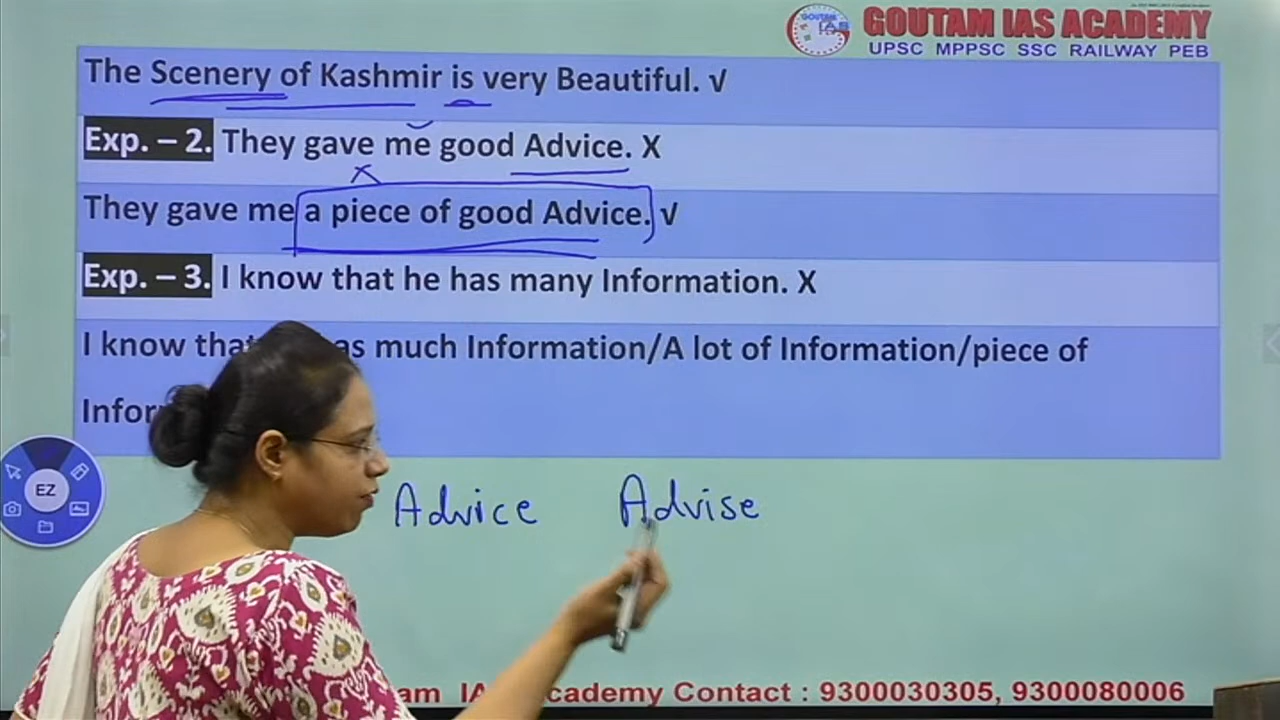 GOUTAM IAS ACADEMY
UPSC MPPSC SSC RAILWAY PEB
The Scenery of Kashmir is very Beautiful. √
Exp. – 2. They gave me good Advice. X
They gave me a piece of good Advice. √
Exp. – 3. I know that he has many Information. X
I know that as much Information/A lot of Information/piece of
Infor
EZ
Advice Advise
am IA cademy Contact : 9300030305, 9300080006